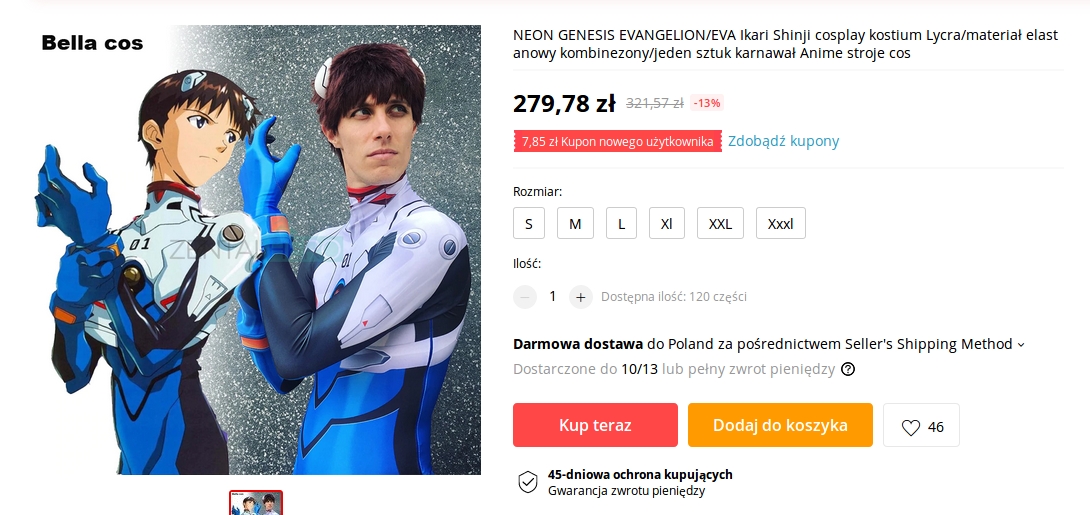 Bella cos
01
01
NEON GENESIS EVANGELION/EVA Ikari Shinji cosplay kostium Lycra/materiał elast
anowy kombinezony/jeden sztuk karnawał Anime stroje cos
279,78 zł 321,57 zł -13%
7,85 zł Kupon nowego użytkownika Zdobądź kupony
Rozmiar:
S M L Xl XXL Xxxl
Ilość:
− 1 + Dostępna ilość: 120 części
Darmowa dostawa do Poland za pośrednictwem Seller's Shipping Method
Dostarczone do 10/13 lub pełny zwrot pieniędzy ?
Kup teraz Dodaj do koszyka 46
45-dniowa ochrona kupujących
Gwarancja zwrotu pieniędzy